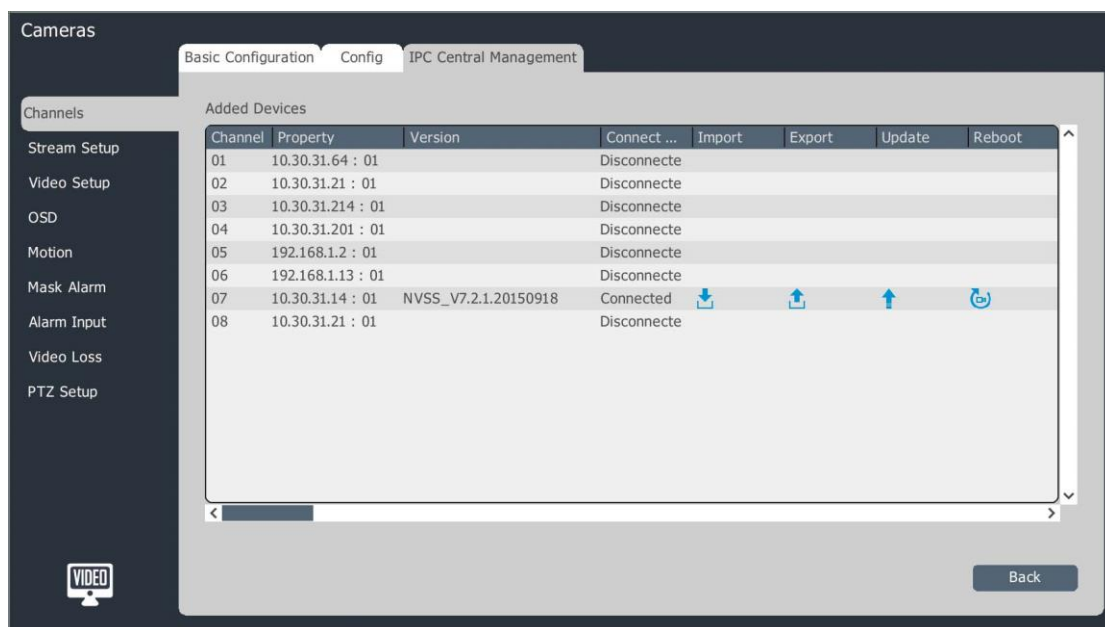 Cameras
Basic Configuration Config IPC Central Management
Channels
Stream Setup
Video Setup
OSD
Motion
Mask Alarm
Alarm Input
Video Loss
PTZ Setup
Added Devices
Channel Property Version Connect ... Import Export Update Reboot
01 10.30.31.64 : 01 Disconnecte
02 10.30.31.21 : 01 Disconnecte
03 10.30.31.214 : 01 Disconnecte
04 10.30.31.201 : 01 Disconnecte
05 192.168.1.2 : 01 Disconnecte
06 192.168.1.13 : 01 Disconnecte
07 10.30.31.14 : 01 NVSS_V7.2.1.20150918 Connected
08 10.30.31.21 : 01 Disconnecte
VIDEO
Back